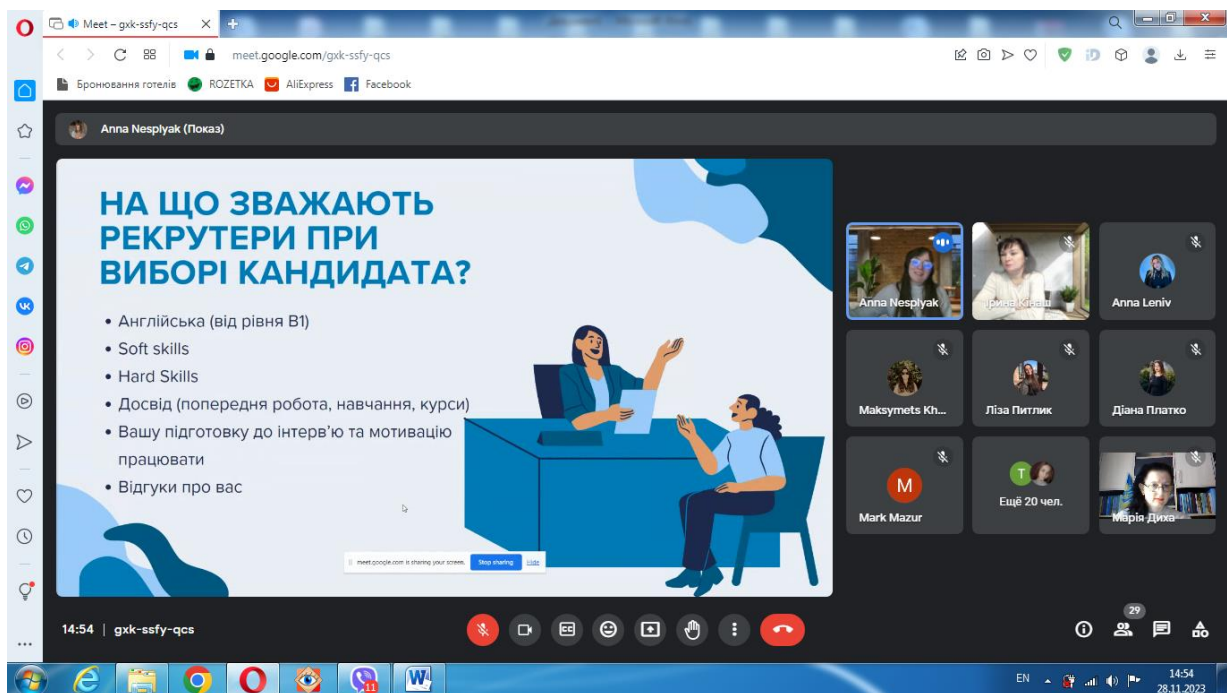 Meet – gxk-ssfy-qcs
meet.google.com/gxk-ssfy-qcs
Бронювання готелів ROZETKA AliExpress Facebook
Anna Nesplyak (Показ)
НА ЩО ЗВАЖАЮТЬ
РЕКРУТЕРИ ПРИ
ВИБОРІ КАНДИДАТА?
• Англійська (від рівня B1)
• Soft skills
• Hard Skills
• Досвід (попередня робота, навчання, курси)
• Вашу підготовку до інтерв'ю та мотивацію
працювати
• Відгуки про вас
meet.google.com is sharing your screen. Stop sharing Hide
Anna Nesplyak
Ірина Кінаш
Anna Leniv
Maksymets Kh...
Ліза Питлик
Діана Платко
M
Mark Mazur
T
Ещё 20 чел.
Марія Диха
14:54 | gxk-ssfy-qcs
29
11
W
EN
14:54
28.11.2023